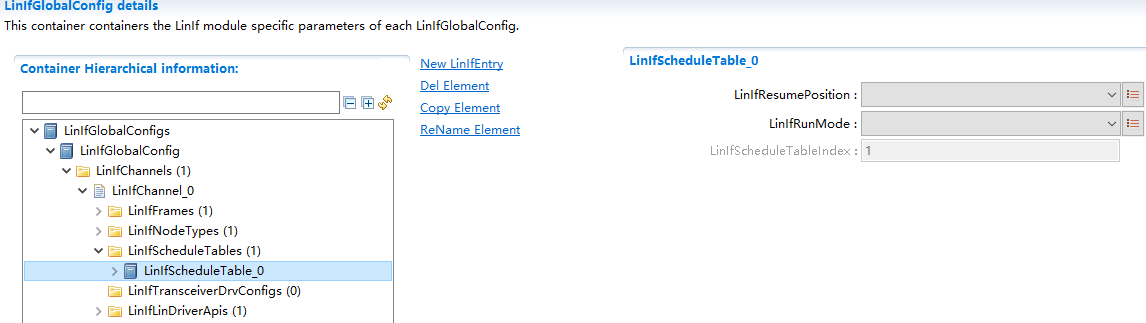 LinIfGlobalConfig details
This container containers the LinIf module specific parameters of each LinIfGlobalConfig.
Container Hierarchical information:
LinIfGlobalConfigs
LinIfGlobalConfig
LinIfChannels (1)
LinIfChannel_0
LinIfFrames (1)
LinIfNodeTypes (1)
LinIfScheduleTables (1)
LinIfScheduleTable_0
LinIfTransceiverDrvConfigs (0)
LinIfLinDriverApis (1)
New LinIfEntry
Del Element
Copy Element
ReName Element
LinIfScheduleTable_0
LinIfResumePosition :
LinIfRunMode :
LinIfScheduleTableIndex : 1